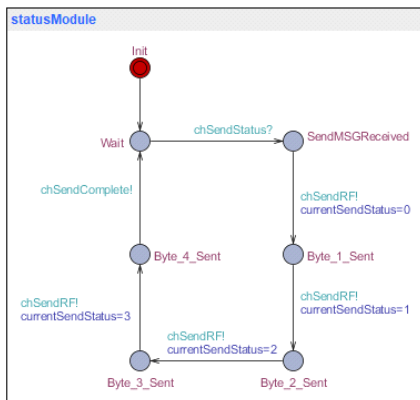 statusModule
Init
Wait
chSendStatus?
SendMSGReceived
chSendComplete!
chSendRF!
currentSendStatus=0
Byte_4_Sent
Byte_1_Sent
chSendRF!
currentSendStatus=3
chSendRF!
currentSendStatus=1
chSendRF!
currentSendStatus=2
Byte_3_Sent
Byte_2_Sent